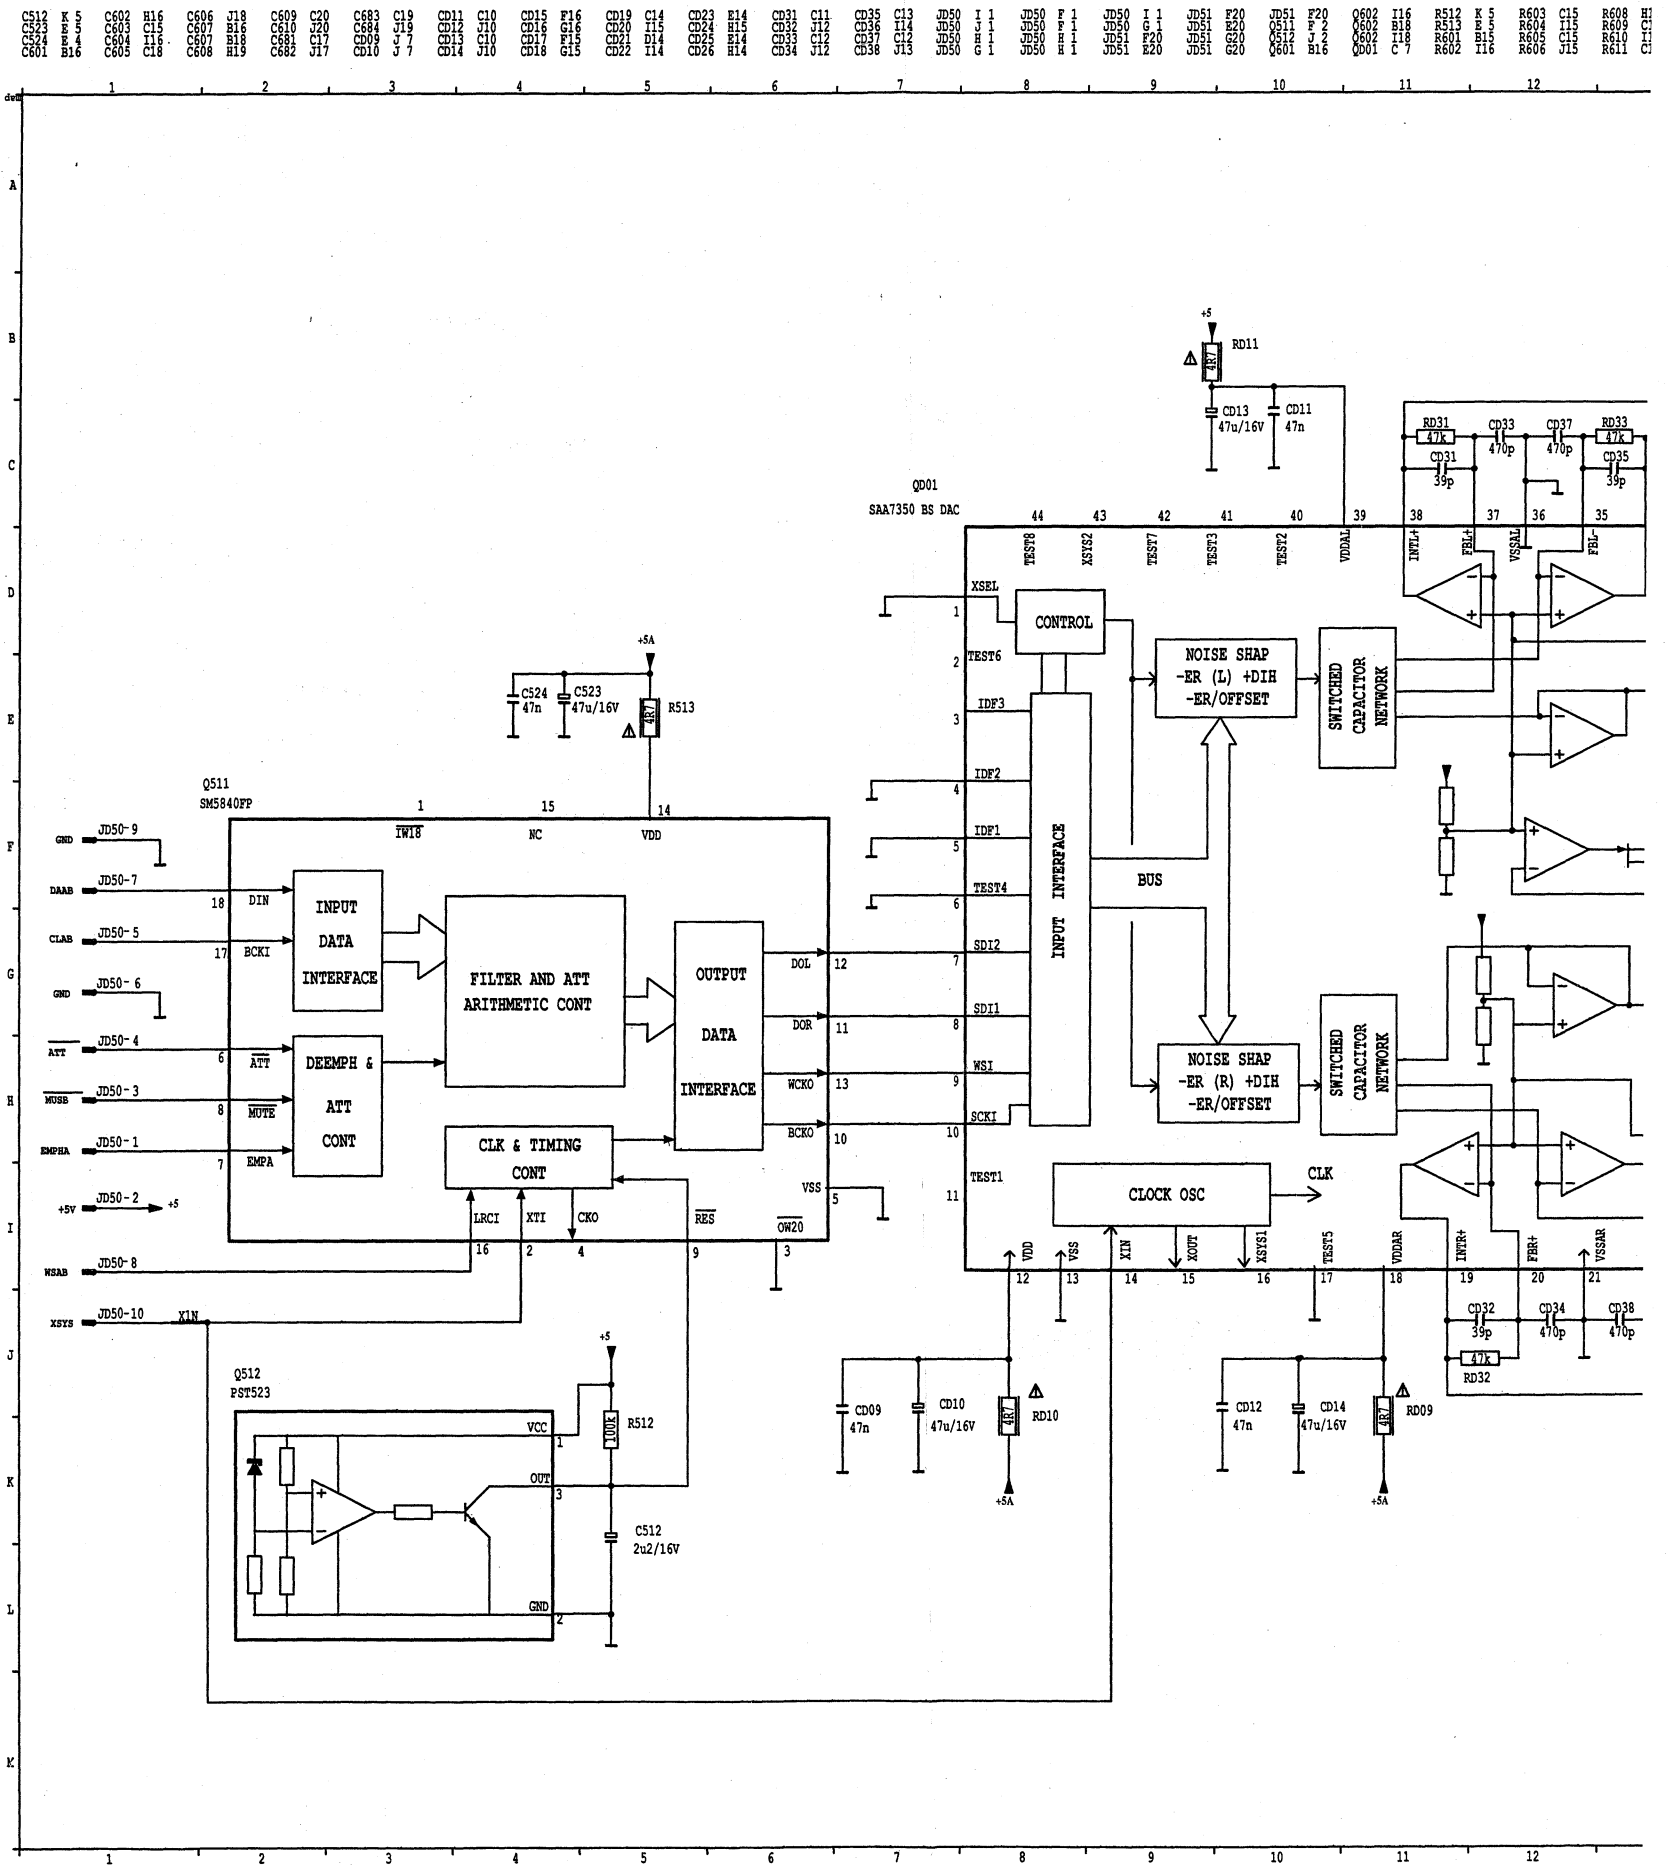 C512 K 5 C602 H16 C606 J18 C609 C20 C683 C19 CD11 C10 CD15 F16 CD19 C14 CD23 E14 CD31 C11 CD35 C13 JD50 I 1 JD50 F 1 JD50 I 1 JD51 F20 JD51 F20 Q602 I16 R512 K 5 R603 C15 R608
C523 E 5 C603 C15 C607 B16 C610 J20 C684 J19 CD12 J10 CD16 G16 CD20 I15 CD24 H15 CD32 J12 CD36 I14 JD50 J 1 JD50 F 1 JD50 G 1 JD51 E20 Q511 F 2 Q602 B18 R513 E 5 R604 I15 R609
C524 E 4 C604 I16 C607 B18 C681 C17 CD09 J 7 CD13 C10 CD17 F15 CD21 D14 CD25 E14 CD33 C12 CD37 C12 JD50 H 1 JD50 H 1 JD51 F20 JD51 G20 Q512 J 2 Q602 I18 R601 B15 R605 C15 R610
C601 B16 C605 C18 C608 H19 C682 J17 CD10 J 7 CD14 J10 CD18 G15 CD22 I14 CD26 H14 CD34 J12 CD38 J13 JD50 G 1 JD50 H 1 JD51 E20 JD51 G20 Q601 B16 QD01 C 7 R602 I16 R606 J15 R611
1 2 3 4 5 6 7 8 9 10 11 12
A
B
+5
RD11
4R7
CD13
47u/16V
CD11
47n
RD31
47k
CD33
470p
CD37
470p
RD33
47k
C
CD31
39p
CD35
39p
QD01
SAA7350 BS DAC
44 43 42 41 40 39 38 37 36 35
TEST8 XSYS2 TEST7 TEST3 TEST2 VDDAL INTL+ FBL+ VSSAL FBL-
D
XSEL
1
CONTROL
- -
+ +
+5A
TEST6
2
NOISE SHAP
-ER (L) +DIH
-ER/OFFSET
SWITCHED
CAPACITOR
NETWORK
E
C524
47n
C523
47u/16V
4R7
R513
IDF3
3
-
+
IDF2
4
Q511
SM5840FP
1 15 14
IW18 NC VDD
F
GND JD50-9
IDF1
5
INPUT INTERFACE
+
-
BUS
DAAB JD50-7
18 DIN
INPUT
DATA
INTERFACE
TEST4
6
CLAB JD50-5
17 BCKI
G
FILTER AND ATT
ARITHMETIC CONT
OUTPUT
DATA
INTERFACE
DOL 12
SDI2
7
-
+
GND JD50-6
DOR 11
SDI1
8
ATT JD50-4
6 ATT
DEEMPH &
ATT
CONT
WCKO 13
WSI
9
NOISE SHAP
-ER (R) +DIH
-ER/OFFSET
SWITCHED
CAPACITOR
NETWORK
H
MUSB JD50-3
8 MUTE
BCKO 10
SCKI
10
EMPHA JD50-1
7 EMPA
CLK & TIMING
CONT
+ +
- -
TEST1
11
CLOCK OSC
CLK
VSS
5
+5V JD50-2 +5
I
LRCI XTI CKO RES OW20
16 2 4 9 3
VDD VSS XIN XOUT XSYS1 TEST5 VDDAR INTR+ FBR+ VSSAR
12 13 14 15 16 17 18 19 20 21
WSAB JD50-8
XSYS JD50-10 X1N
+5
CD32
39p
CD34
470p
CD38
470p
J
47k
RD32
Q512
PST523
CD09
47n
CD10
47u/16V
4R7
RD10
CD12
47n
CD14
47u/16V
4R7
RD09
VCC
1
100k
R512
K
OUT
3
+
-
+5A
+5A
C512
2u2/16V
L
GND
2
K
1 2 3 4 5 6 7 8 9 10 11 12